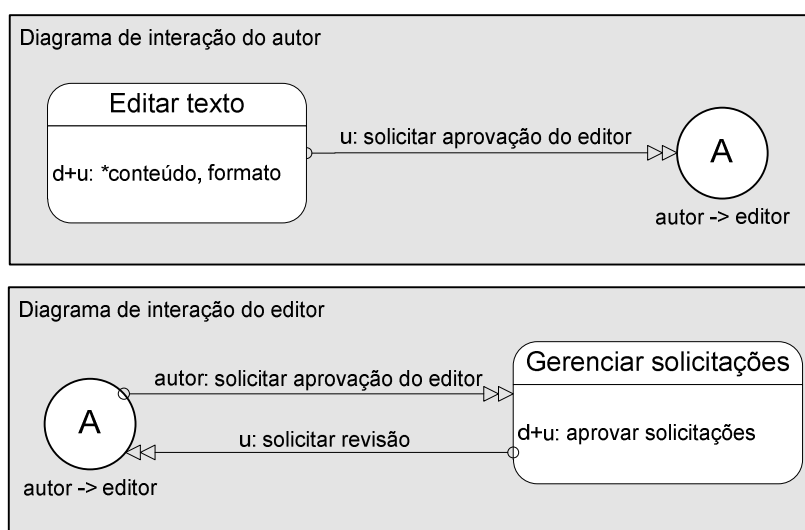 Diagrama de interação do autor
Editar texto
d+u: *conteúdo, formato
u: solicitar aprovação do editor
A
autor -> editor
Diagrama de interação do editor
A
autor -> editor
autor: solicitar aprovação do editor
u: solicitar revisão
Gerenciar solicitações
d+u: aprovar solicitações